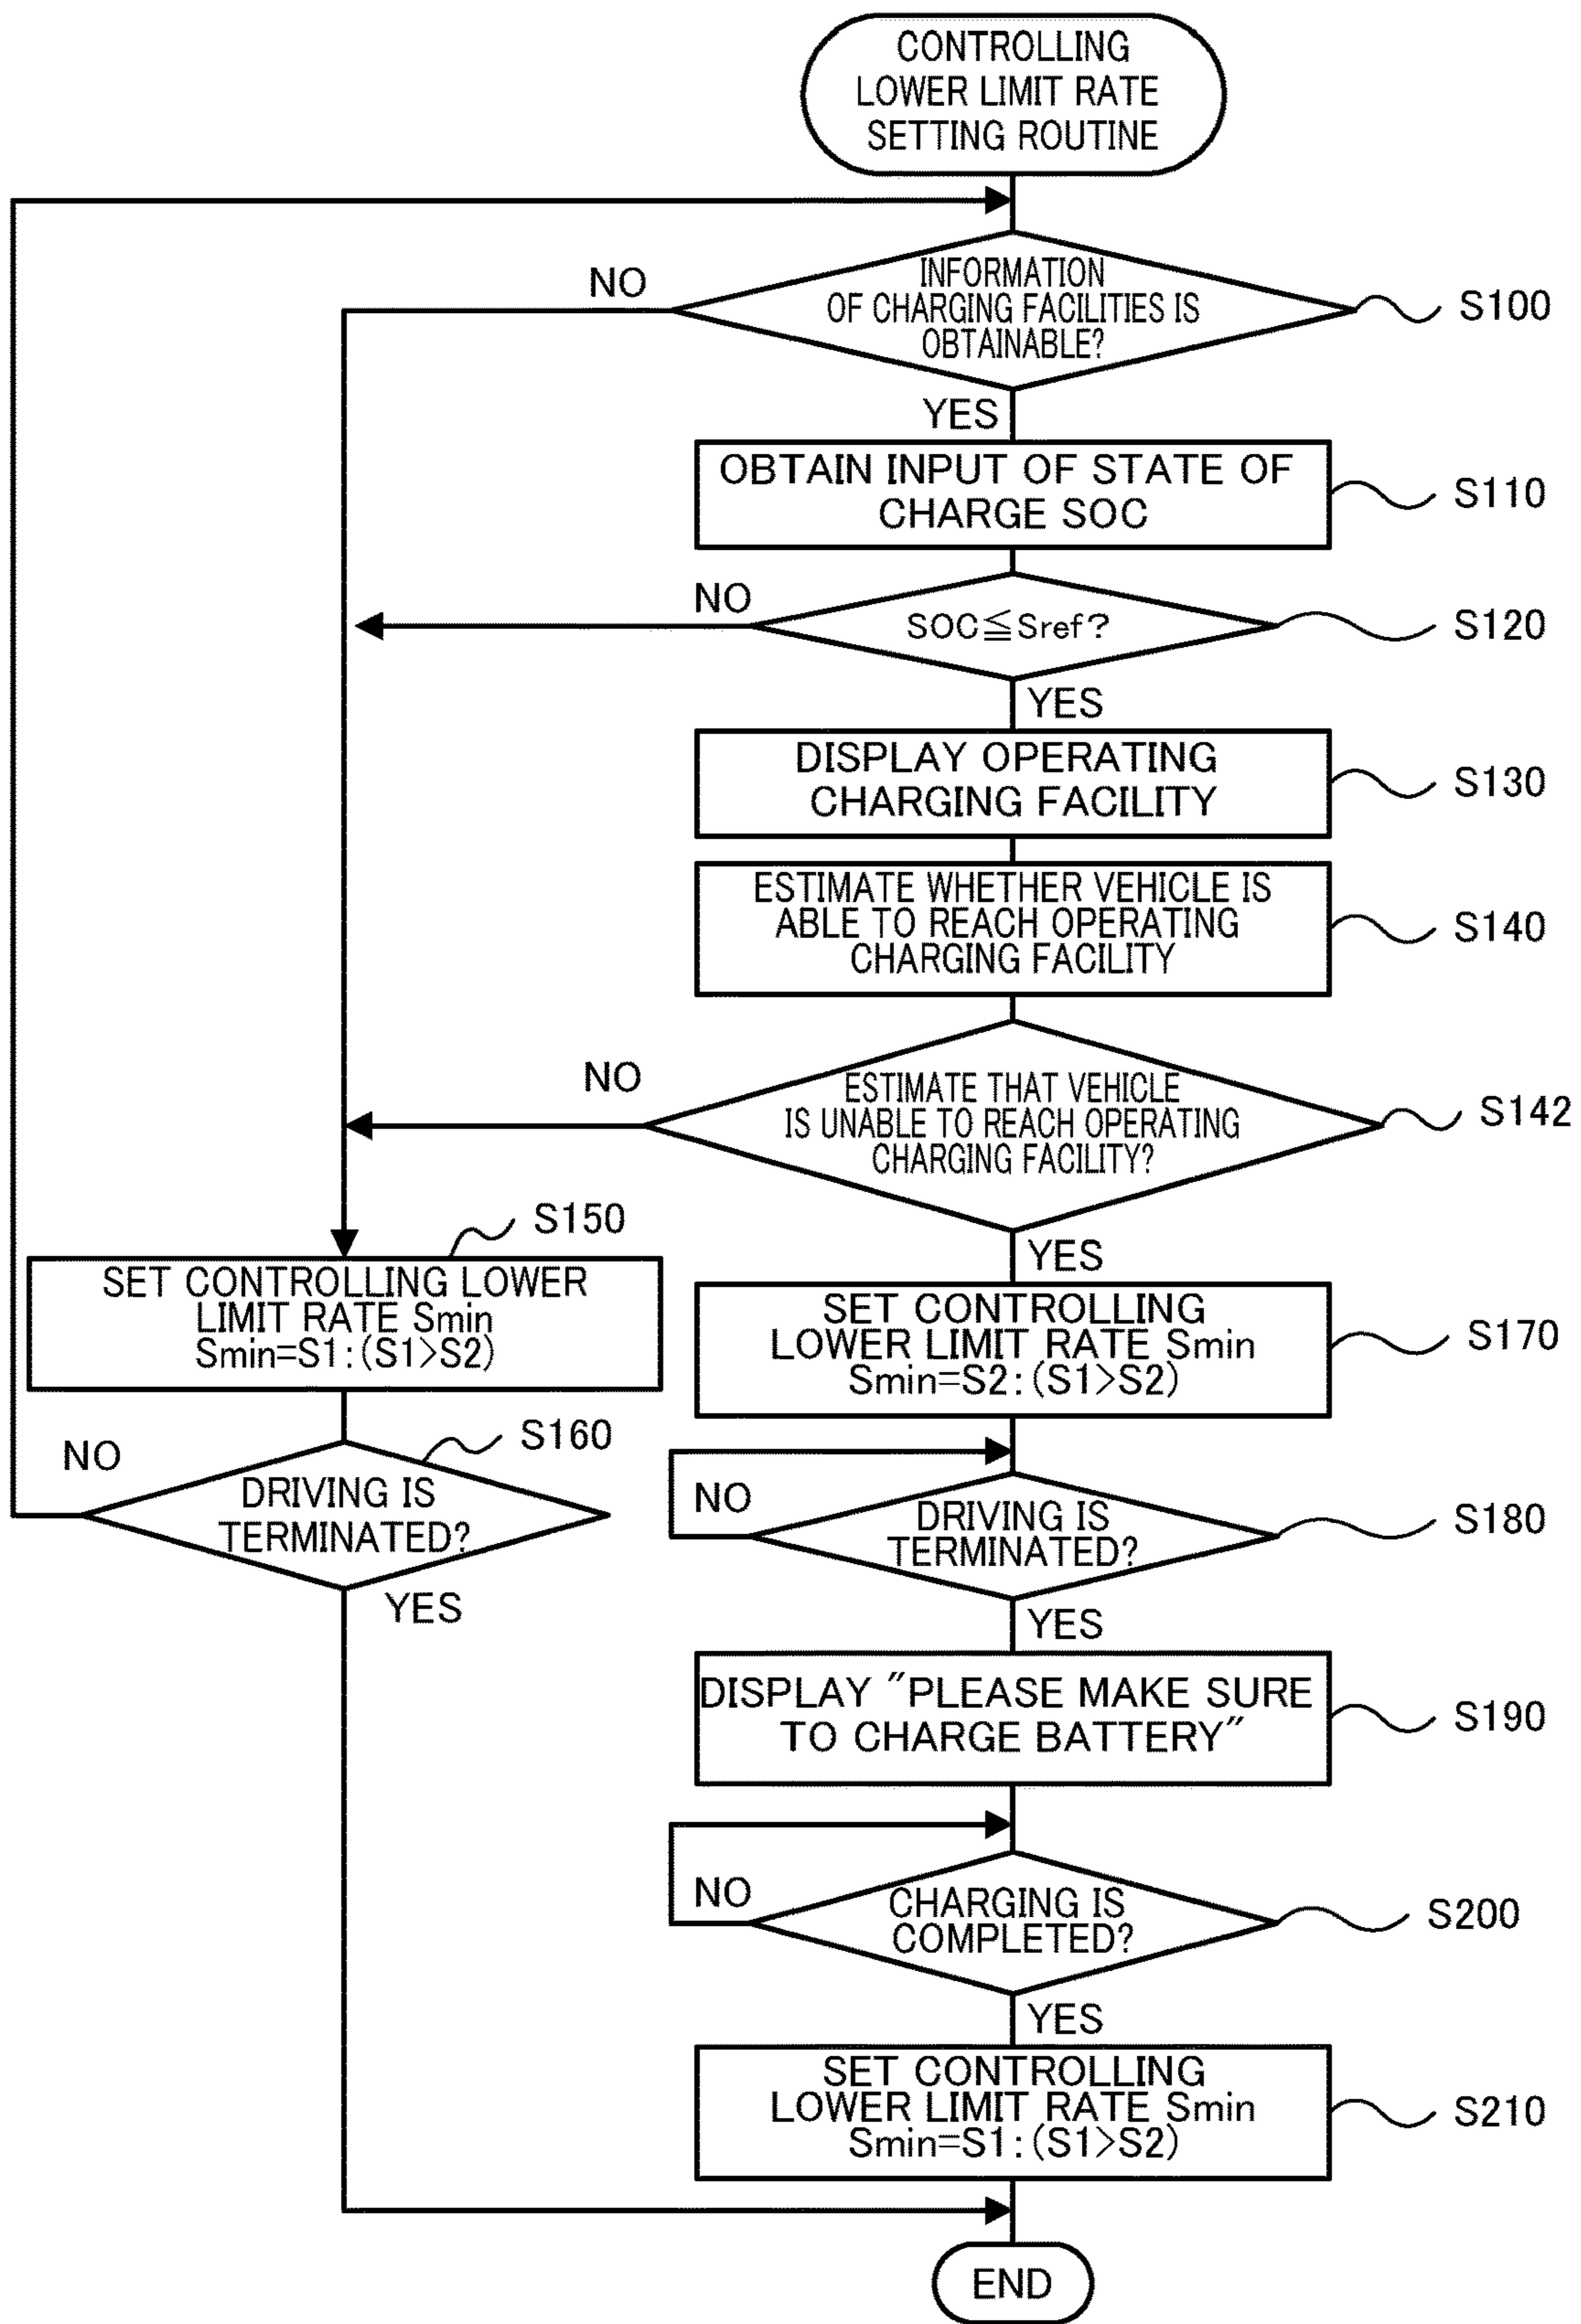 CONTROLLING
LOWER LIMIT RATE
SETTING ROUTINE
NO
INFORMATION
OF CHARGING FACILITIES IS
OBTAINABLE?
S100
YES
OBTAIN INPUT OF STATE OF
CHARGE SOC
S110
NO
SOC≦Sref?
S120
YES
DISPLAY OPERATING
CHARGING FACILITY
S130
ESTIMATE WHETHER VEHICLE IS
ABLE TO REACH OPERATING
CHARGING FACILITY
S140
NO
ESTIMATE THAT VEHICLE
IS UNABLE TO REACH OPERATING
CHARGING FACILITY?
S142
YES
S150
SET CONTROLLING LOWER
LIMIT RATE Smin
Smin=S1:(S1>S2)
SET CONTROLLING
LOWER LIMIT RATE Smin
Smin=S2:(S1>S2)
S170
NO
S160
DRIVING IS
TERMINATED?
YES
NO
DRIVING IS
TERMINATED?
S180
YES
DISPLAY "PLEASE MAKE SURE
TO CHARGE BATTERY"
S190
NO
CHARGING IS
COMPLETED?
S200
YES
SET CONTROLLING
LOWER LIMIT RATE Smin
Smin=S1:(S1>S2)
S210
END